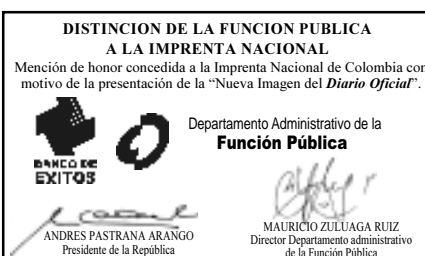 DISTINCION DE LA FUNCION PUBLICA
A LA IMPRENTA NACIONAL
Mención de honor concedida a la Imprenta Nacional de Colombia con
motivo de la presentación de la “Nueva Imagen del Diario Oficial”.
BANCO DE
EXITOS
Departamento Administrativo de la
Función Pública
ANDRES PASTRANA ARANGO
Presidente de la República
MAURICIO ZULUAGA RUIZ
Director Departamento administrativo
de la Función Pública